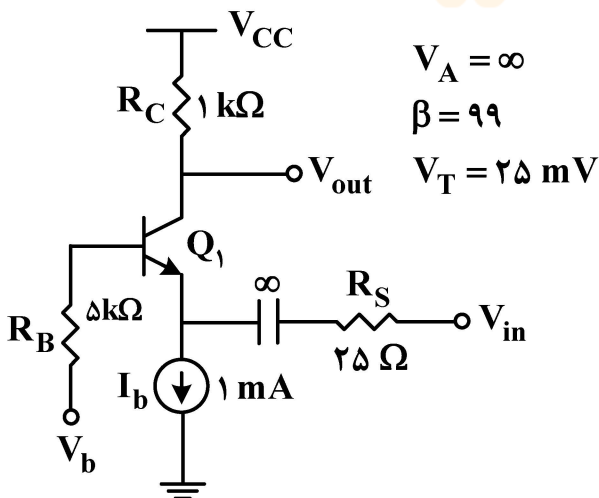 V_CC
R_C ۱ kΩ
V_A = ∞
β = ۹۹
V_T = ۲۵ mV
V_out
Q_۱
∞
R_S
۲۵ Ω
V_in
R_B ۵kΩ
I_b ۱ mA
V_b